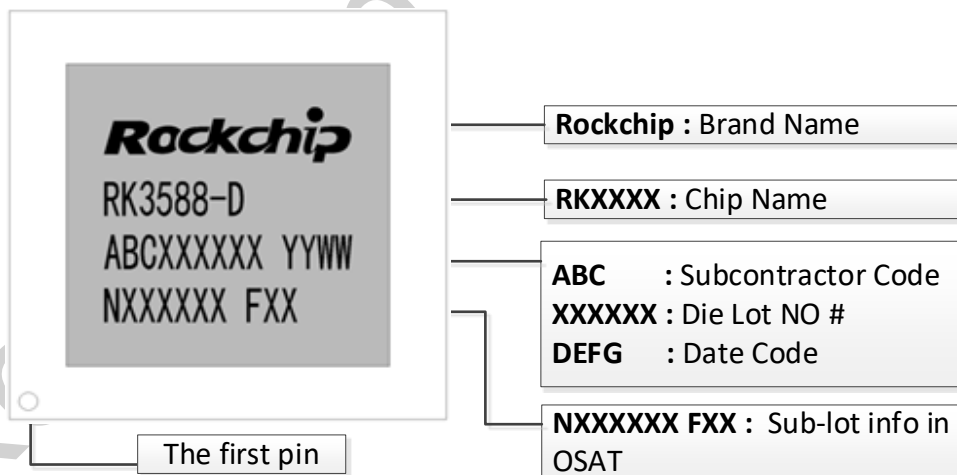 Rockchip
RK3588-D
ABCXXXXXX YYWW
NXXXXXX FXX
The first pin
Rockchip : Brand Name
RKXXXX : Chip Name
ABC : Subcontractor Code
XXXXXX : Die Lot NO #
DEFG : Date Code
NXXXXXX FXX : Sub-lot info in
OSAT